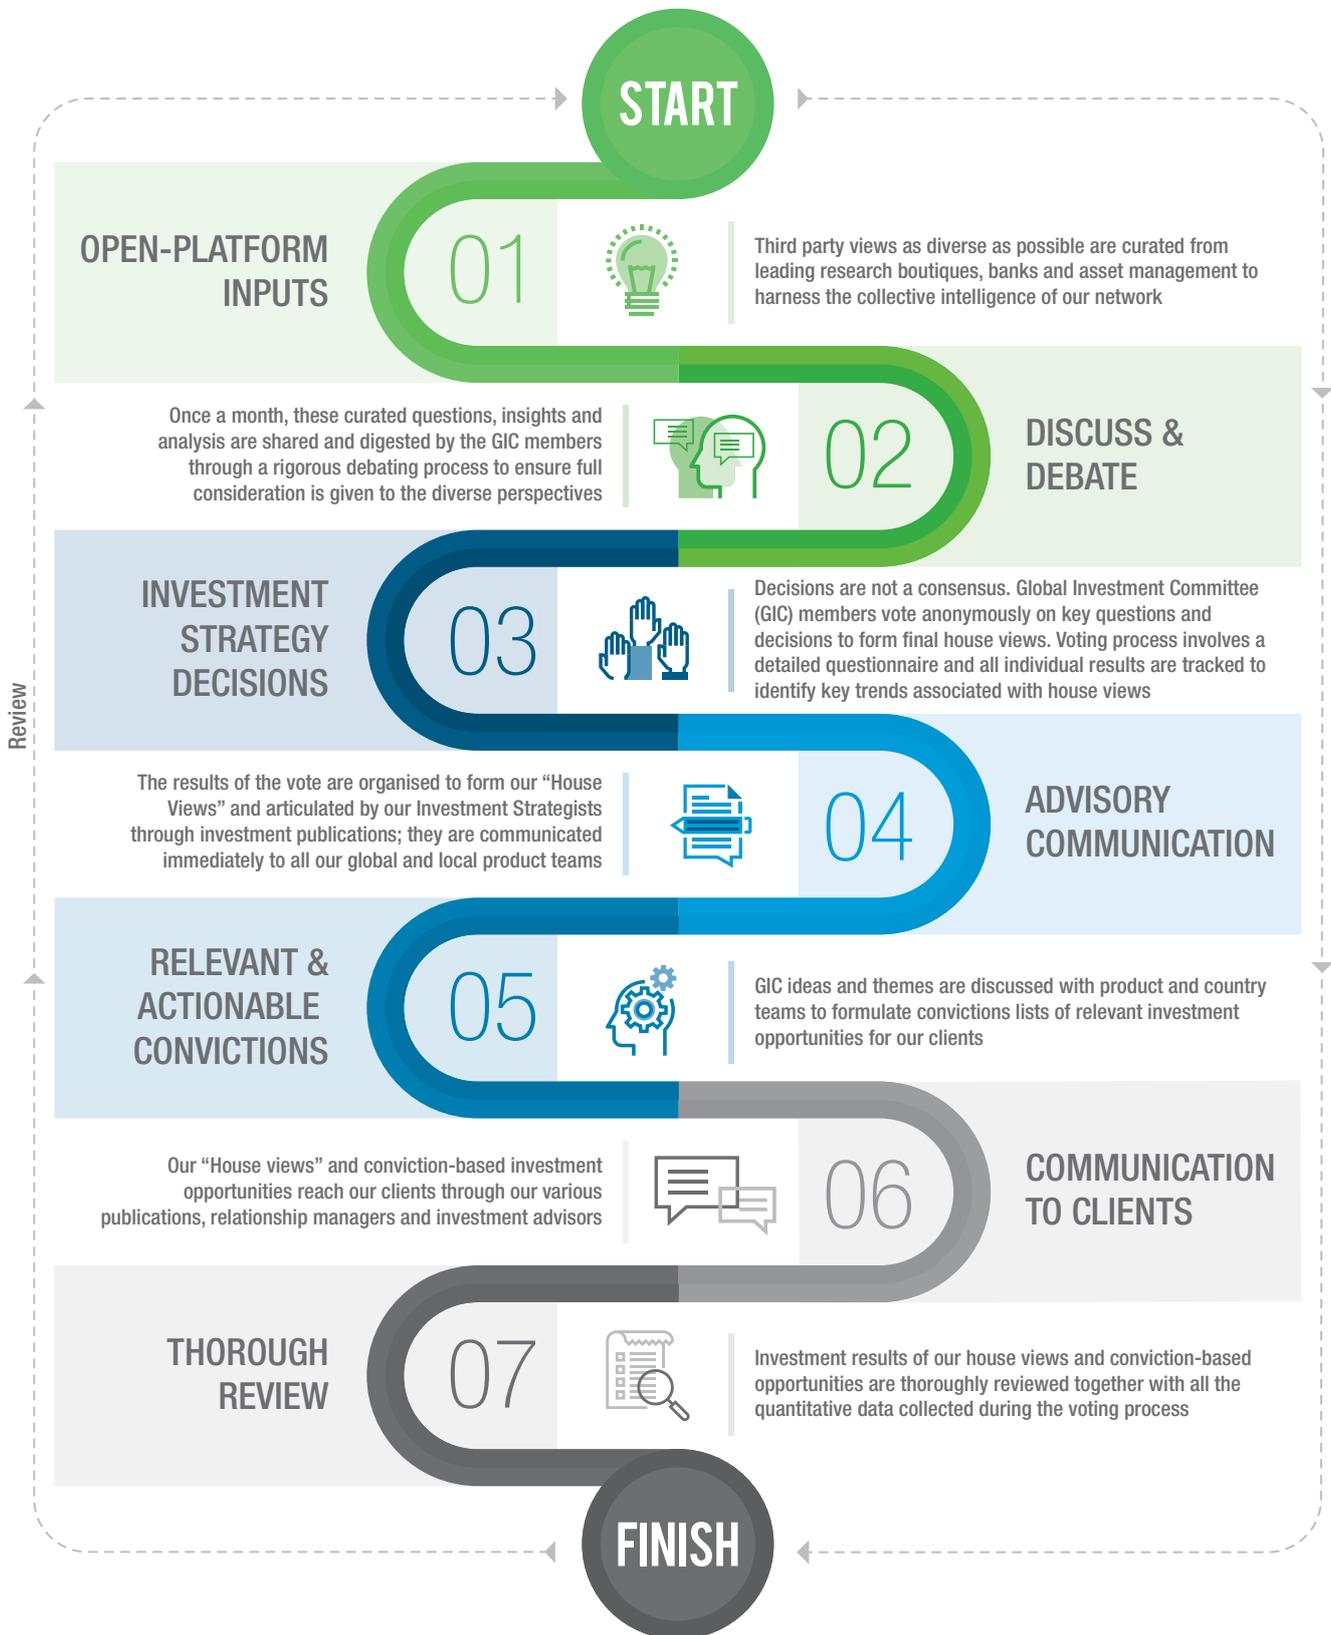 START
OPEN-PLATFORM
INPUTS
01
Third party views as diverse as possible are curated from
leading research boutiques, banks and asset management to
harness the collective intelligence of our network
Once a month, these curated questions, insights and
analysis are shared and digested by the GIC members
through a rigorous debating process to ensure full
consideration is given to the diverse perspectives
02
DISCUSS &
DEBATE
INVESTMENT
STRATEGY
DECISIONS
03
Decisions are not a consensus. Global Investment Committee
(GIC) members vote anonymously on key questions and
decisions to form final house views. Voting process involves a
detailed questionnaire and all individual results are tracked to
identify key trends associated with house views
Review
The results of the vote are organised to form our “House
Views” and articulated by our Investment Strategists
through investment publications; they are communicated
immediately to all our global and local product teams
04
ADVISORY
COMMUNICATION
RELEVANT &
ACTIONABLE
CONVICTIONS
05
GIC ideas and themes are discussed with product and country
teams to formulate convictions lists of relevant investment
opportunities for our clients
Our “House views” and conviction-based investment
opportunities reach our clients through our various
publications, relationship managers and investment advisors
06
COMMUNICATION
TO CLIENTS
THOROUGH
REVIEW
07
Investment results of our house views and conviction-based
opportunities are thoroughly reviewed together with all the
quantitative data collected during the voting process
FINISH